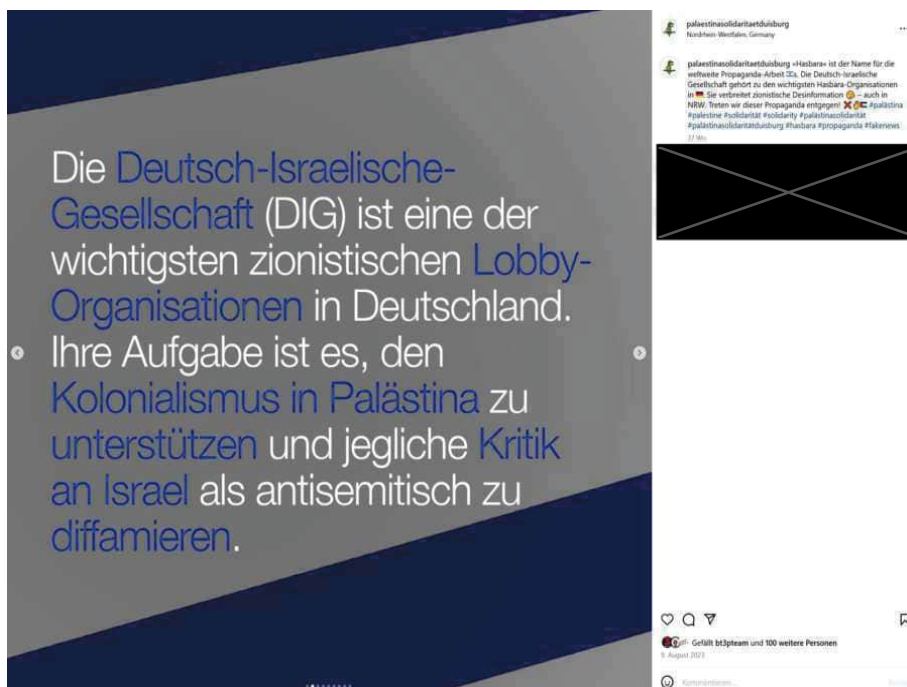 Die Deutsch-Israelische-
Gesellschaft (DIG) ist eine der
wichtigsten zionistischen Lobby-
Organisationen in Deutschland.
Ihre Aufgabe ist es, den
Kolonialismus in Palästina zu
unterstützen und jegliche Kritik
an Israel als antisemitisch zu
diffamieren.
palaestinasolidaritaetduisburg
Nordrhein-Westfalen, Germany
palaestinasolidaritaetduisburg «Hasbara» ist der Name für die
weltweite Propaganda-Arbeit 🇮🇱s. Die Deutsch-Israelische
Gesellschaft gehört zu den wichtigsten Hasbara-Organisationen
in 🇩🇪. Sie verbreitet zionistische Desinformation – auch in
NRW. Treten wir dieser Propaganda entgegen! ❌✊🇵🇸 #palästina
#palestine #solidarität #solidarity #palästinasolidarität
#palästinasolidaritätduisburg #hasbara #propaganda #fakenews
37 Wo.
Gefällt bt3pteam und 100 weitere Personen
9. August 2023
Kommentieren...